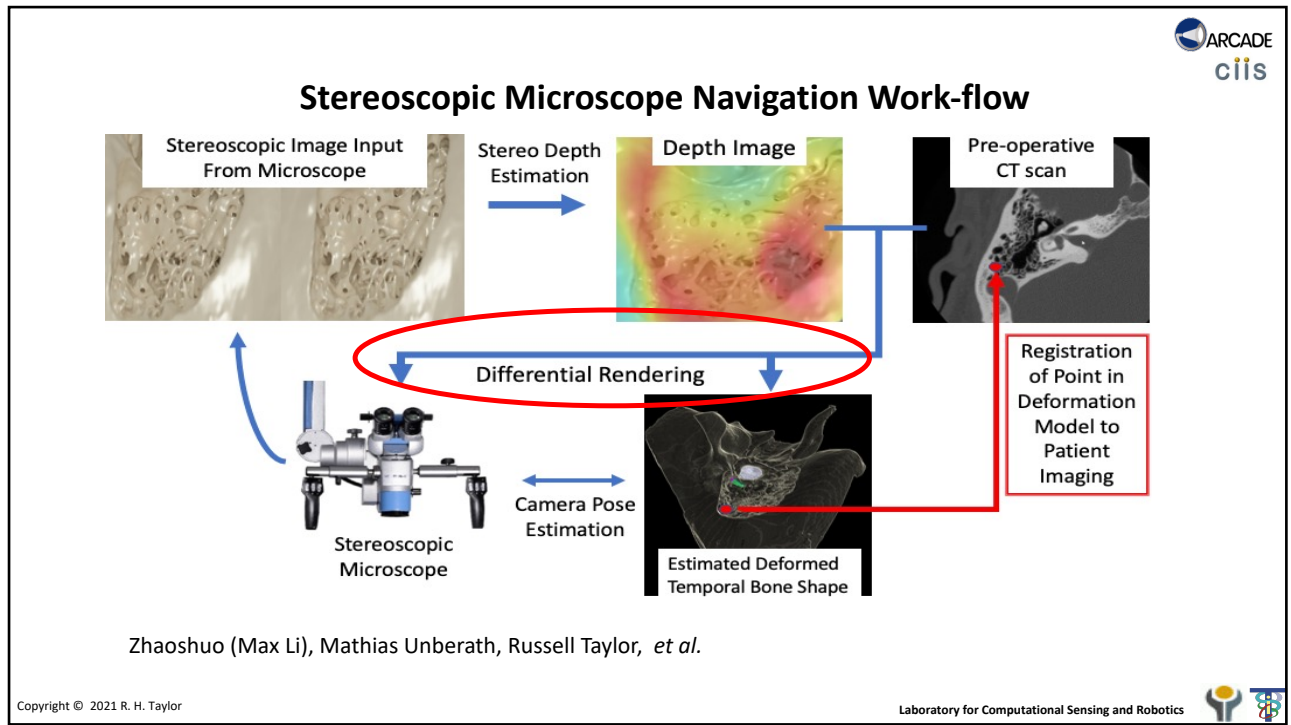 ARCADE
ciis
Stereoscopic Microscope Navigation Work-flow
Stereoscopic Image Input
From Microscope
Stereo Depth
Estimation
Depth Image
Pre-operative
CT scan
Differential Rendering
Registration
of Point in
Deformation
Model to
Patient
Imaging
Camera Pose
Estimation
Stereoscopic
Microscope
Estimated Deformed
Temporal Bone Shape
Zhaoshuo (Max Li), Mathias Unberath, Russell Taylor, et al.
Copyright © 2021 R. H. Taylor
Laboratory for Computational Sensing and Robotics